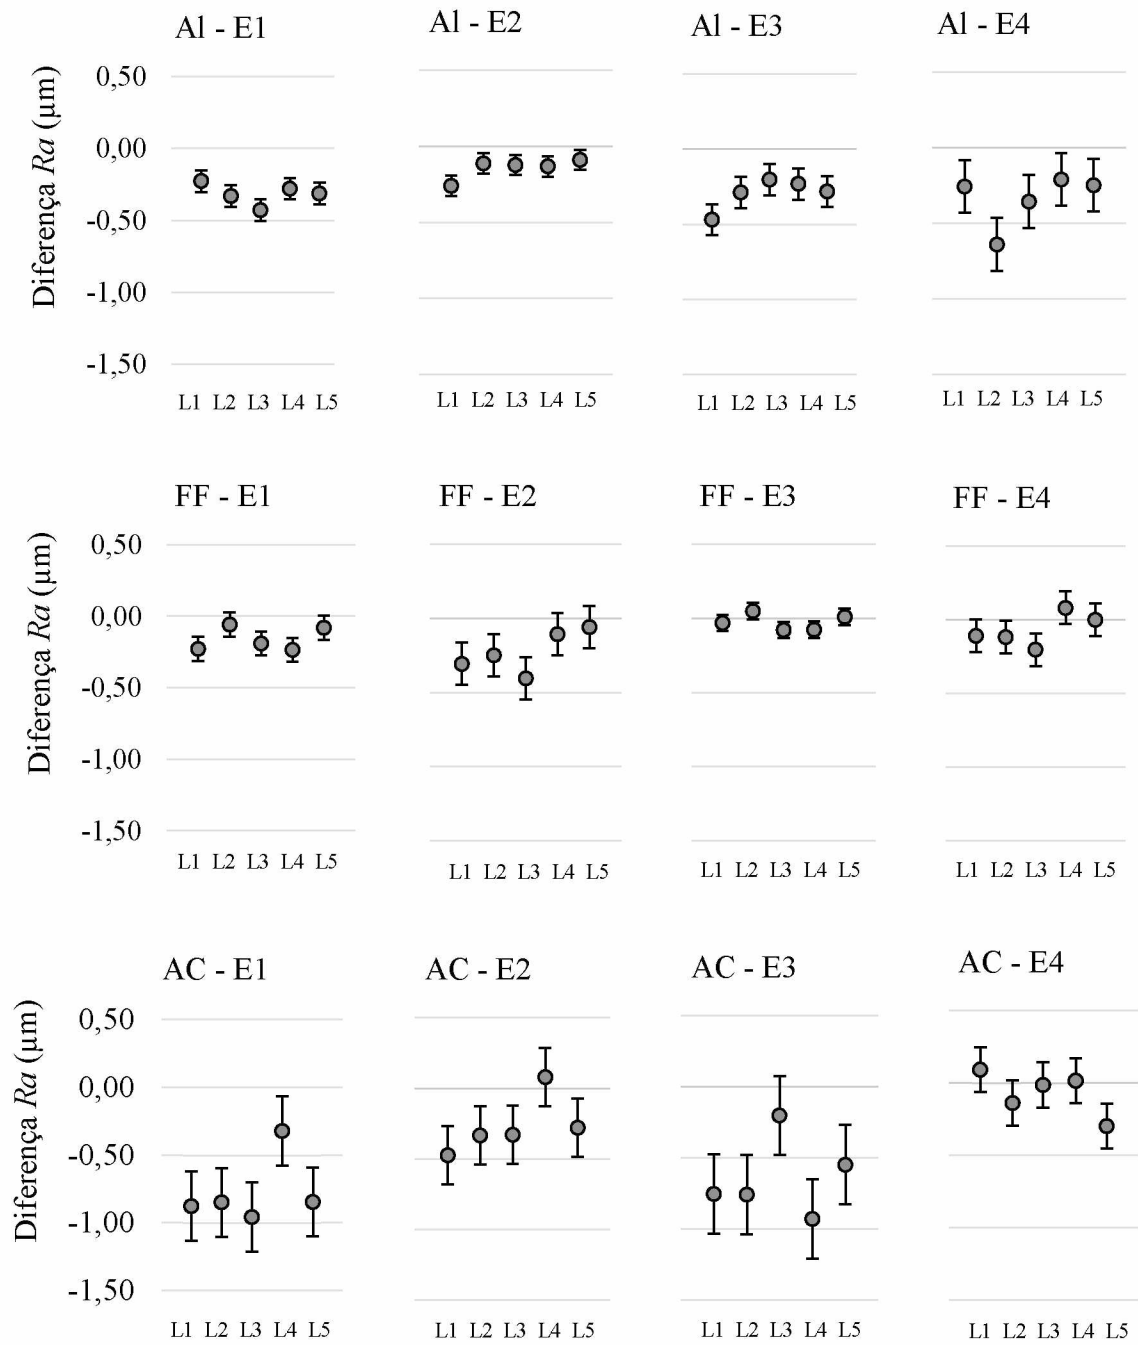 Al - E1 Al - E2 Al - E3 Al - E4
Diferença Ra (µm)
0,50
0,00
-0,50
-1,00
-1,50
L1 L2 L3 L4 L5 L1 L2 L3 L4 L5 L1 L2 L3 L4 L5 L1 L2 L3 L4 L5
FF - E1 FF - E2 FF - E3 FF - E4
Diferença Ra (µm)
0,50
0,00
-0,50
-1,00
-1,50
L1 L2 L3 L4 L5 L1 L2 L3 L4 L5 L1 L2 L3 L4 L5 L1 L2 L3 L4 L5
AC - E1 AC - E2 AC - E3 AC - E4
Diferença Ra (µm)
0,50
0,00
-0,50
-1,00
-1,50
L1 L2 L3 L4 L5 L1 L2 L3 L4 L5 L1 L2 L3 L4 L5 L1 L2 L3 L4 L5